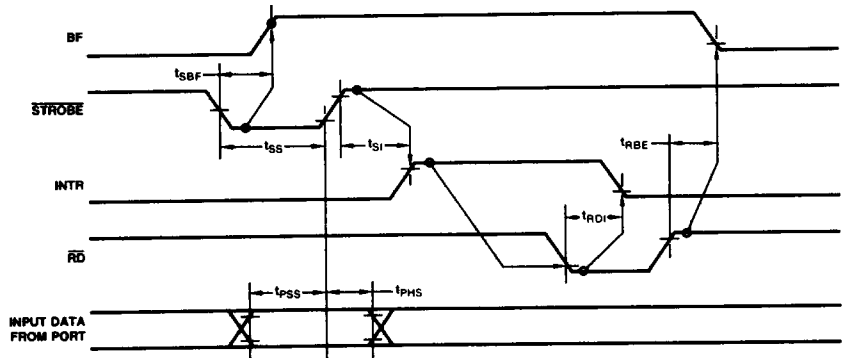 BF
tSBF
STROBE
tSS
tSI
tRBE
INTR
tRDI
RD
tPSS
tPHS
INPUT DATA
FROM PORT